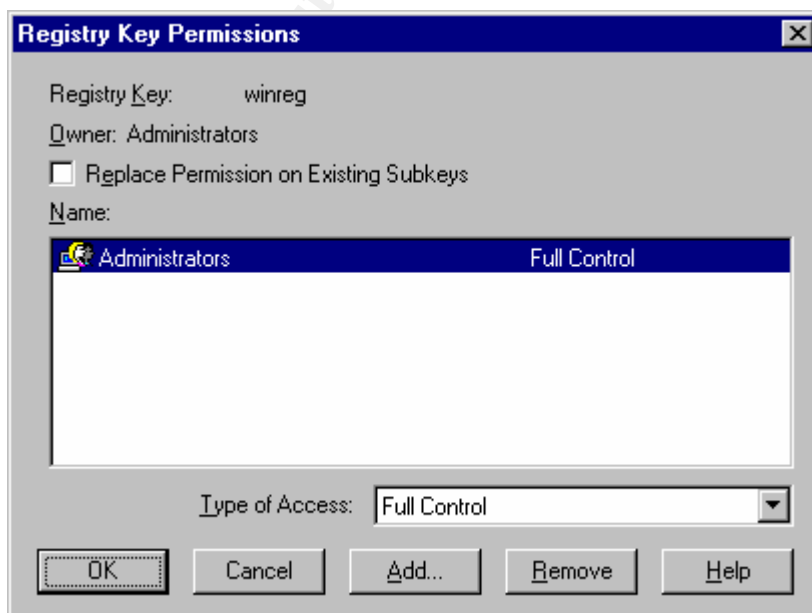 Registry Key Permissions
Registry Key: winreg
Owner: Administrators
Replace Permission on Existing Subkeys
Name:
Administrators Full Control
Type of Access: Full Control
OK Cancel Add... Remove Help